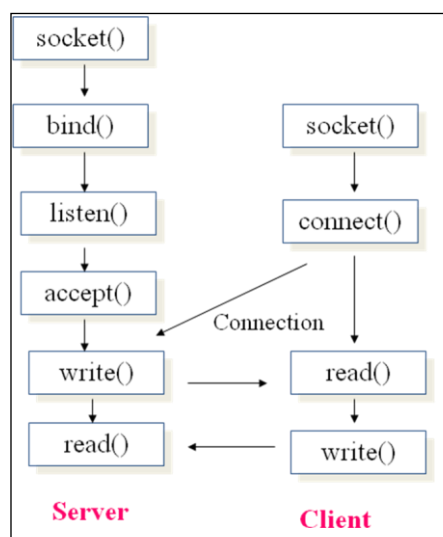 socket()
bind()
socket()
listen()
connect()
accept()
Connection
write()
read()
read()
write()
Server
Client